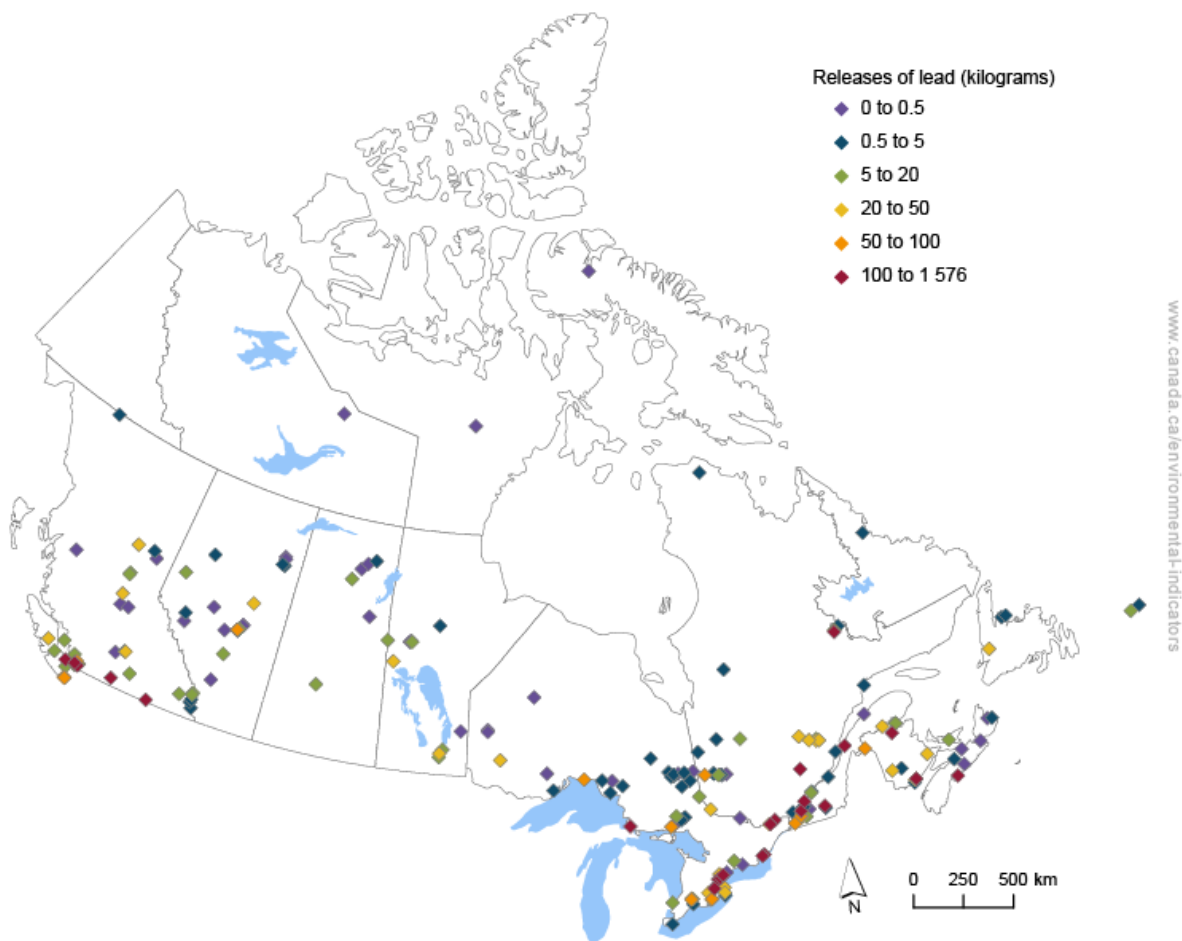 Releases of lead (kilograms)
0 to 0.5
0.5 to 5
5 to 20
20 to 50
50 to 100
100 to 1 576
www.canada.ca/environmental-indicators
N
0 250 500 km